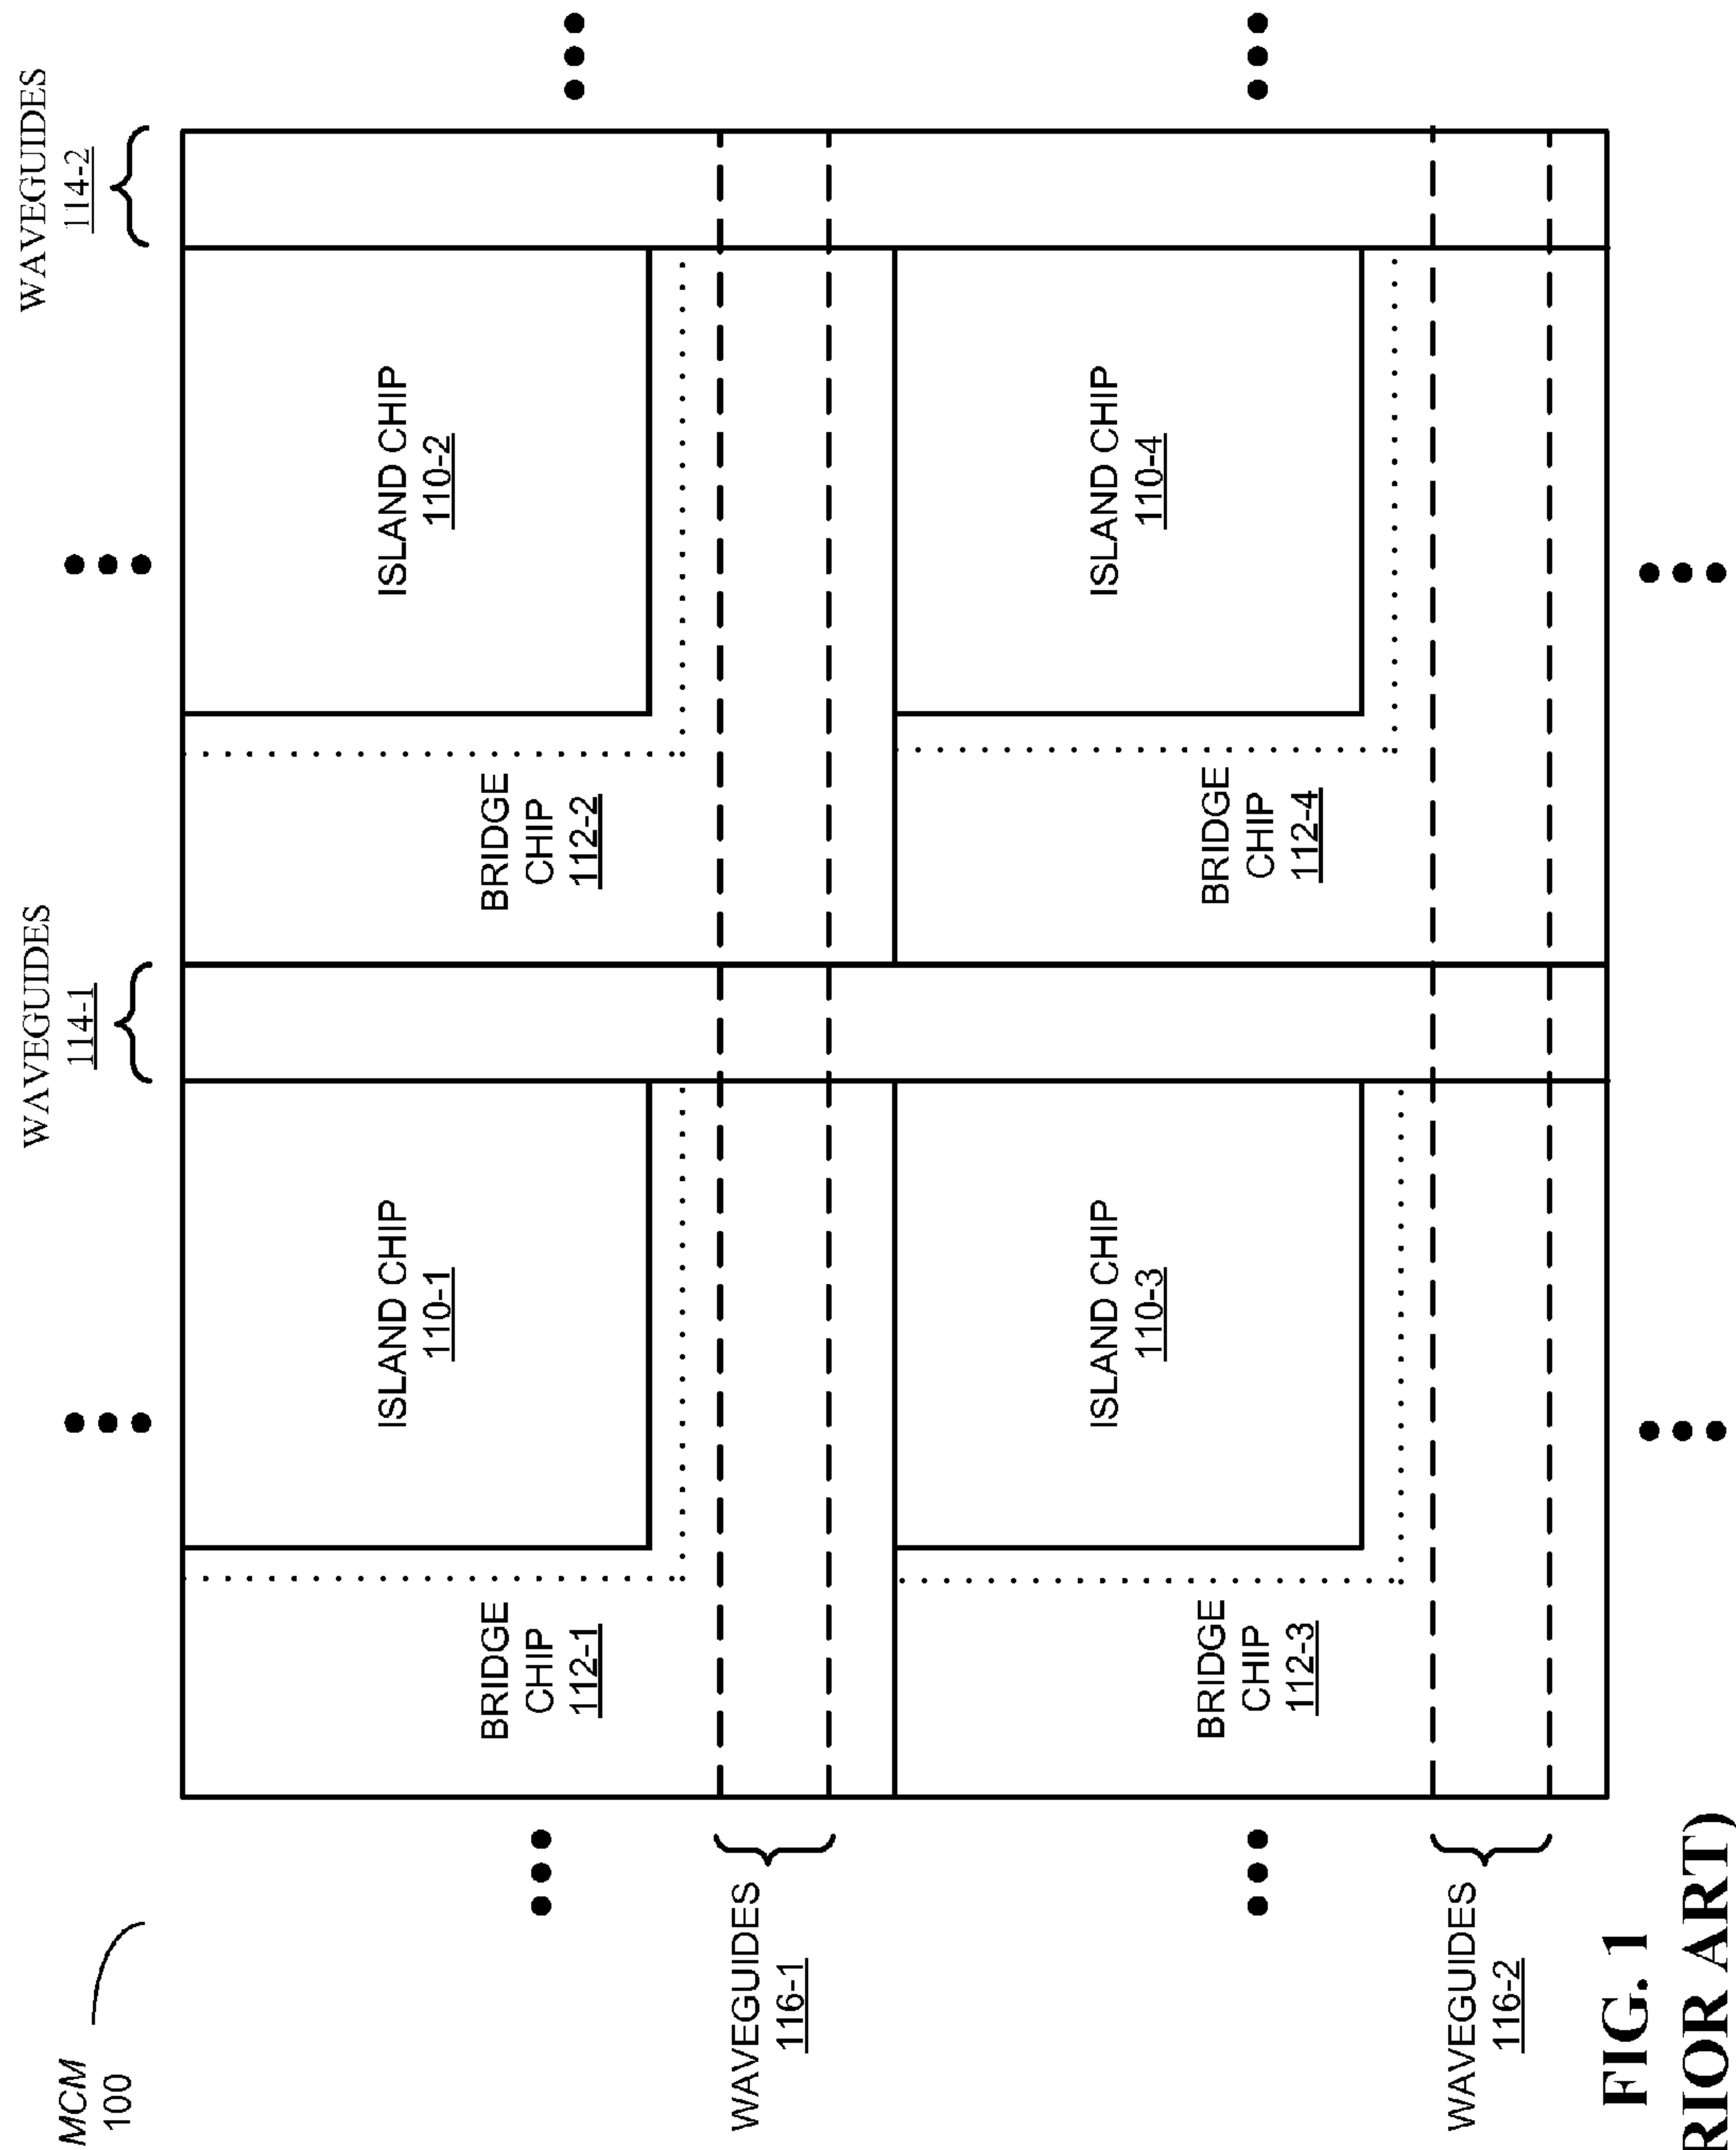 MCM
100
WAVEGUIDES
114-1
WAVEGUIDES
114-2
ISLAND CHIP
110-1
ISLAND CHIP
110-2
BRIDGE
CHIP
112-1
BRIDGE
CHIP
112-2
WAVEGUIDES
116-1
ISLAND CHIP
110-3
ISLAND CHIP
110-4
BRIDGE
CHIP
112-3
BRIDGE
CHIP
112-4
WAVEGUIDES
116-2
FIG. 1
RIOR ART)